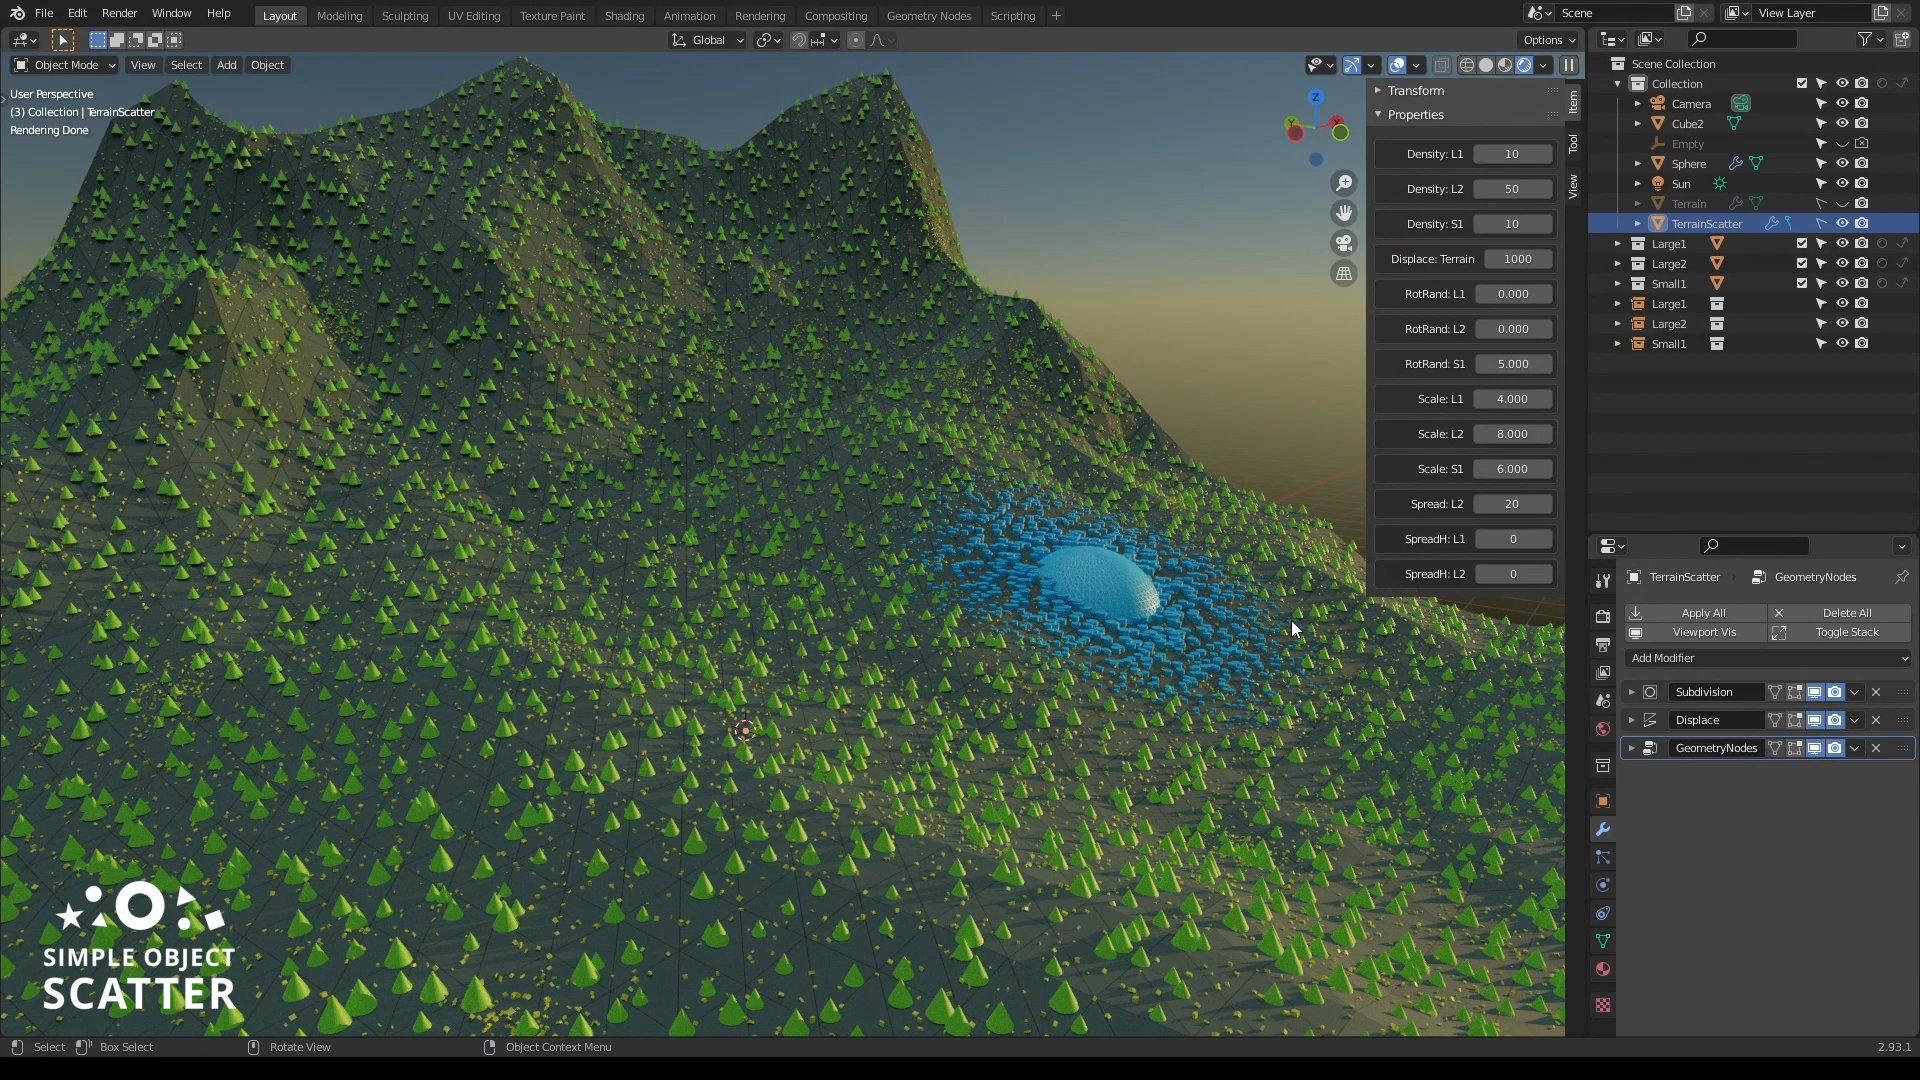 File Edit Render Window Help Layout Modeling Sculpting UV Editing Texture Paint Shading Animation Rendering Compositing Geometry Nodes Scripting + Scene View Layer
Global Options
Object Mode View Select Add Object
User Perspective
(3) Collection | TerrainScatter
Rendering Done
Z
Transform
Properties
Density: L1 10
Density: L2 50
Density: S1 10
Displace: Terrain 1000
RotRand: L1 0.000
RotRand: L2 0.000
RotRand: S1 5.000
Scale: L1 4.000
Scale: L2 8.000
Scale: S1 6.000
Spread: L2 20
SpreadH: L1 0
SpreadH: L2 0
Item
Tool
View
Scene Collection
Collection
Camera
Cube2
Empty
Sphere
Sun
Terrain
TerrainScatter
Large1
Large2
Small1
Large1
Large2
Small1
TerrainScatter GeometryNodes
Apply All Delete All
Viewport Vis Toggle Stack
Add Modifier
Subdivision
Displace
GeometryNodes
SIMPLE OBJECT
SCATTER
Select Box Select Rotate View Object Context Menu 2.93.1